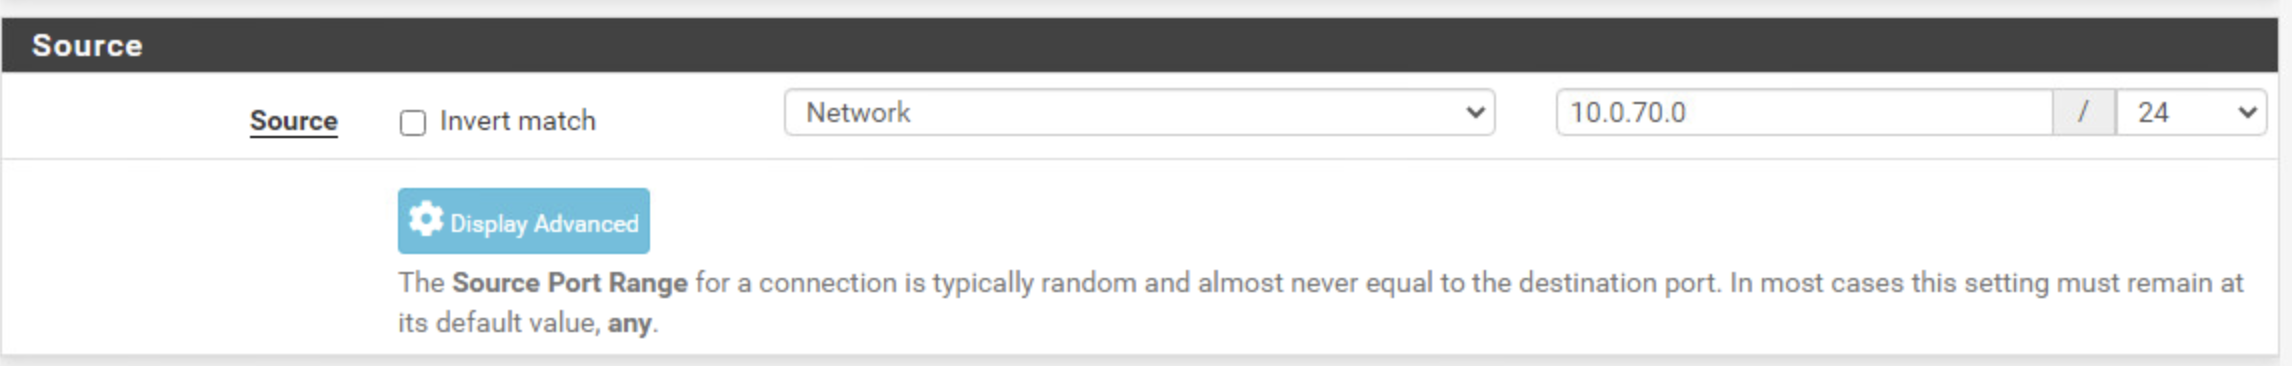 Source
Source Invert match Network 10.0.70.0 / 24
Display Advanced
The Source Port Range for a connection is typically random and almost never equal to the destination port. In most cases this setting must remain at
its default value, any.